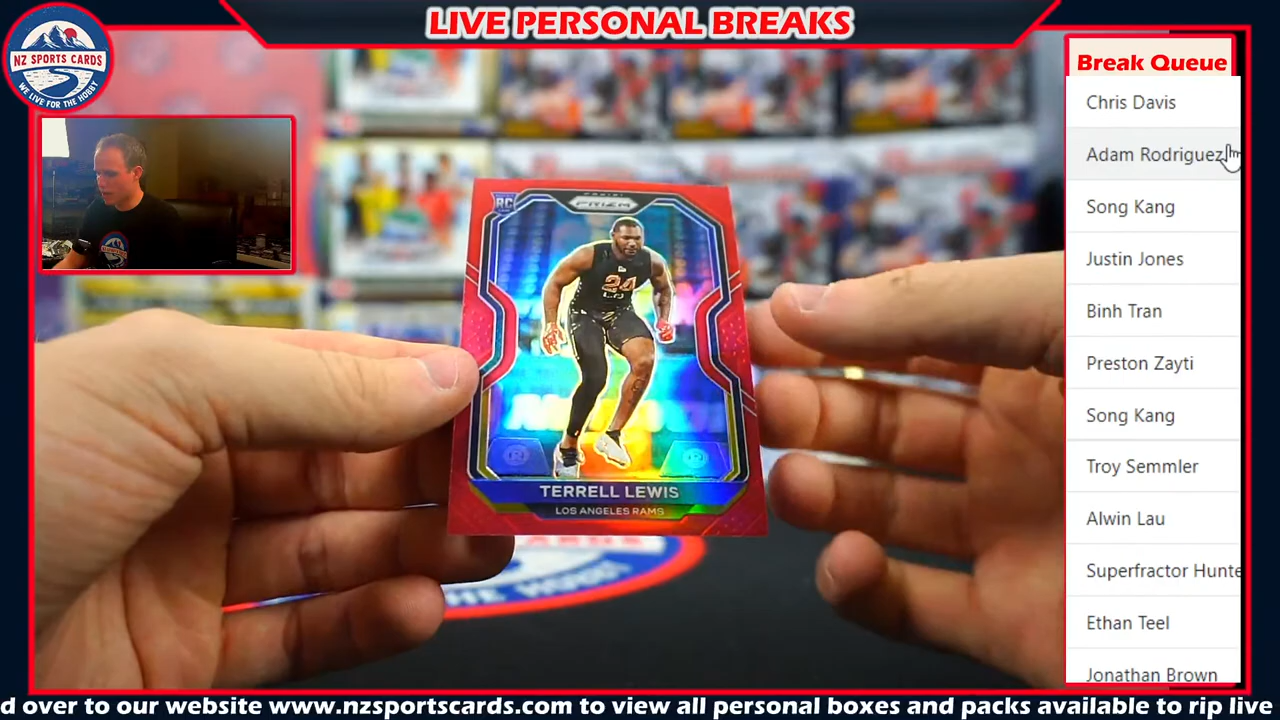 LIVE PERSONAL BREAKS
NZ SPORTS CARDS
WE LIVE FOR THE HOBBY
Break Queue
Chris Davis
Adam Rodriguez
Song Kang
Justin Jones
Binh Tran
Preston Zayti
Song Kang
Troy Semmler
Alwin Lau
Superfractor Hunte
Ethan Teel
Jonathan Brown
RC
PANINI
PRIZM
24
TERRELL LEWIS
LOS ANGELES RAMS
THE HOBBY
d over to our website www.nzsportscards.com to view all personal boxes and packs available to rip live